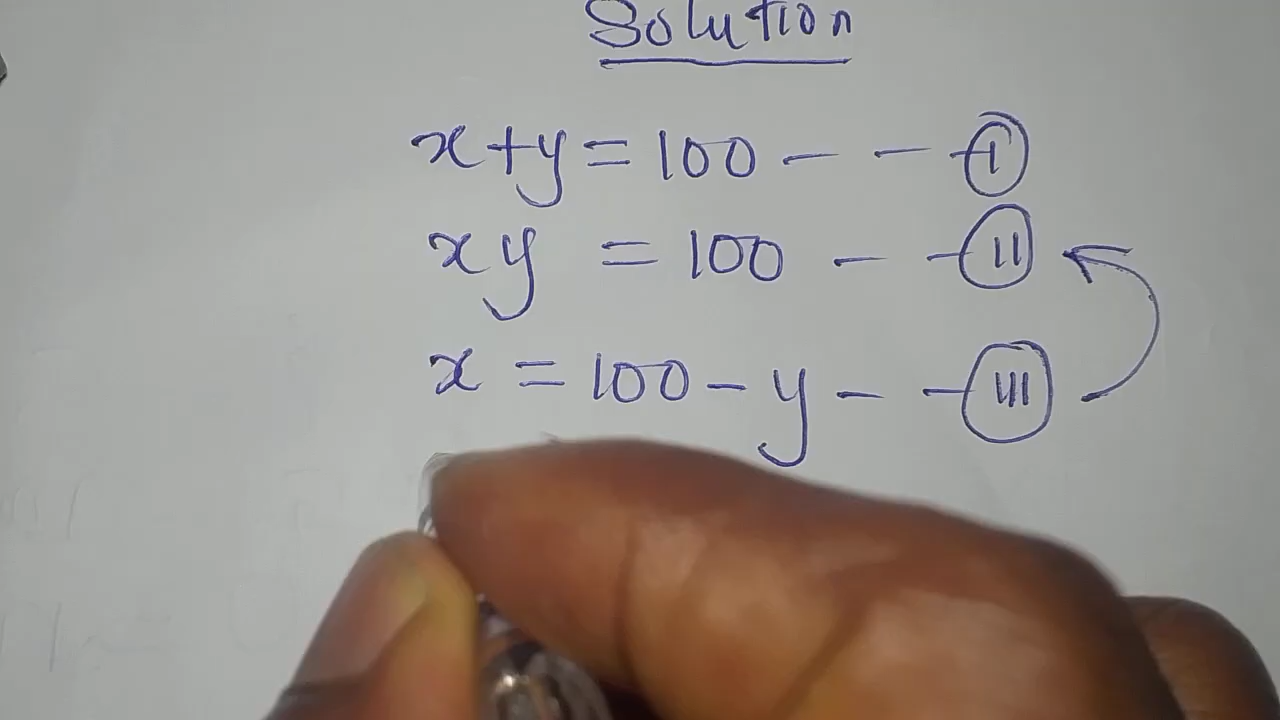 Solution
x+y = 100 - - - I
xy = 100 - - II
x = 100 - y - - III